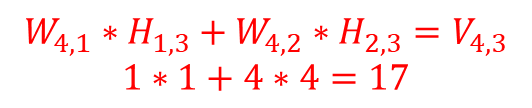 W₄,₁ * H₁,₃ + W₄,₂ * H₂,₃ = V₄,₃
1 * 1 + 4 * 4 = 17